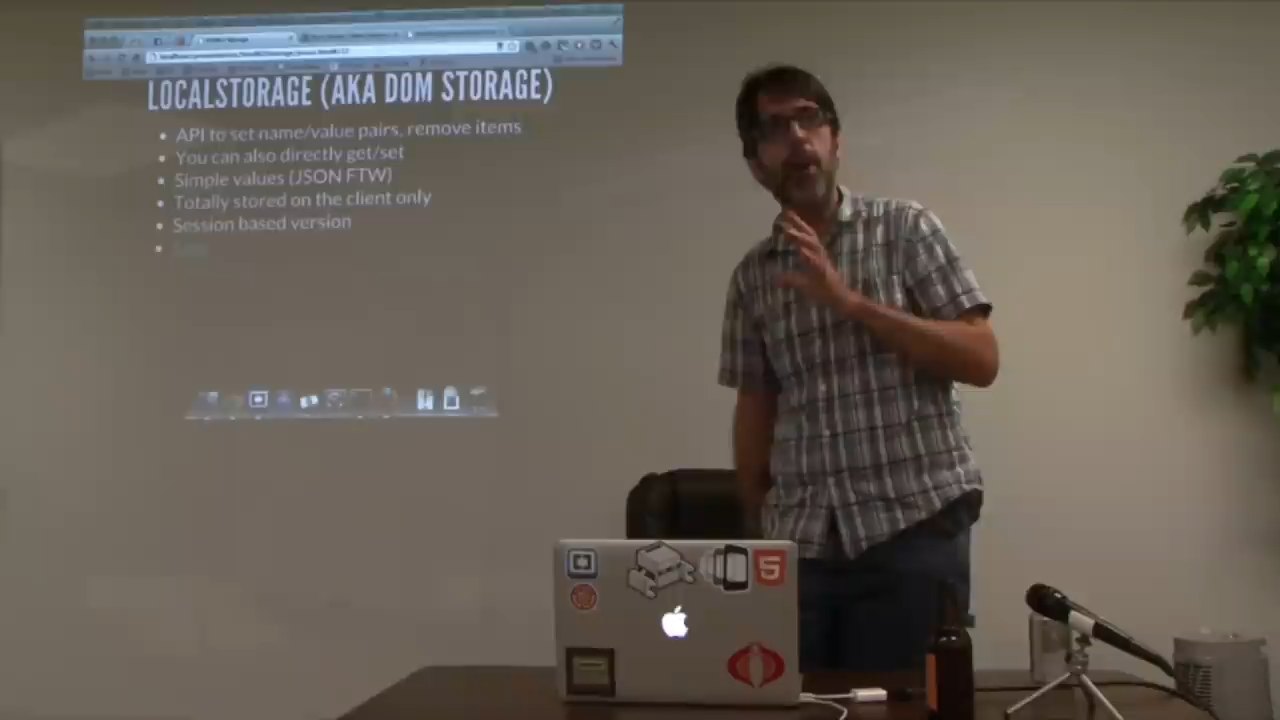 LOCALSTORAGE (AKA DOM STORAGE)
API to set name/value pairs, remove items
You can also directly get/set
Simple values (JSON FTW)
Totally stored on the client only
Session based version
5